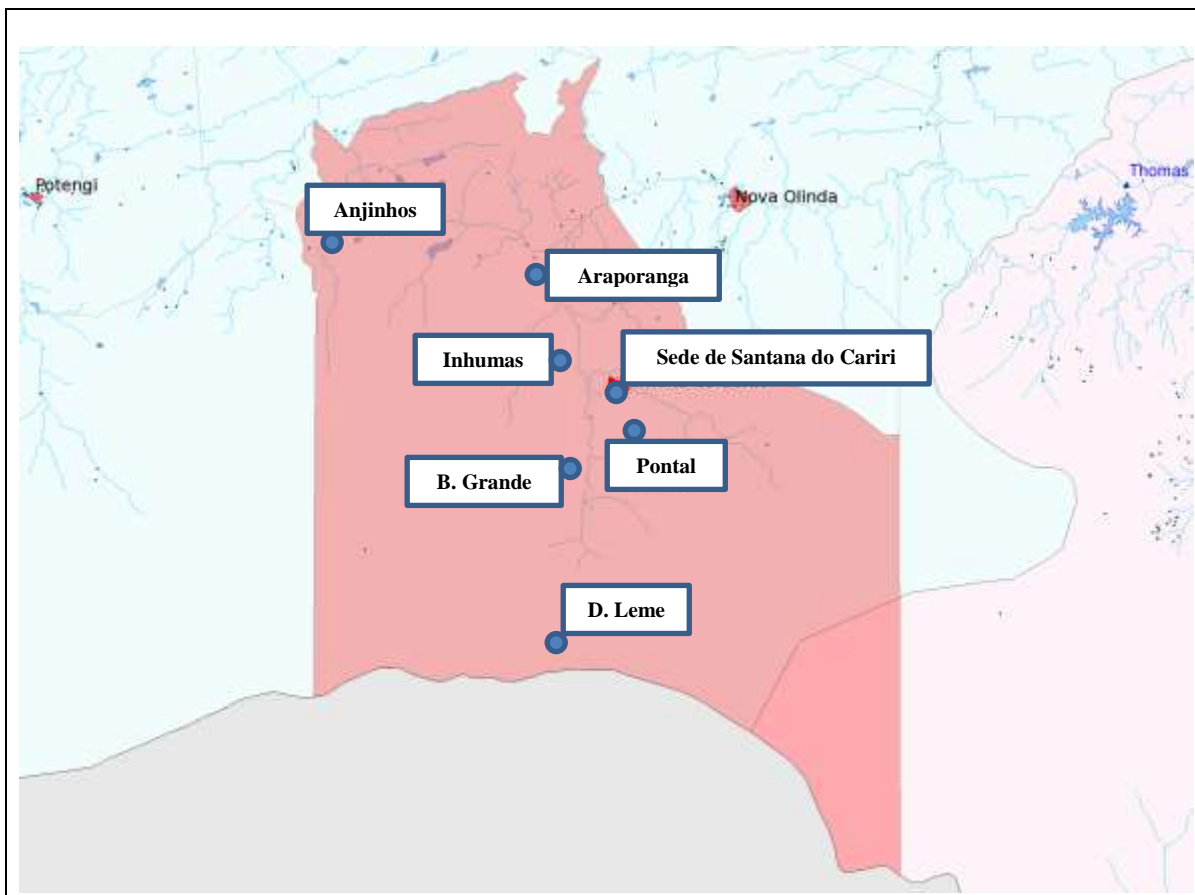 Thomas
Potengi
Nova Olinda
Anjinhos
Araporanga
Sede de Santana do Cariri
Inhumas
Pontal
B. Grande
D. Leme